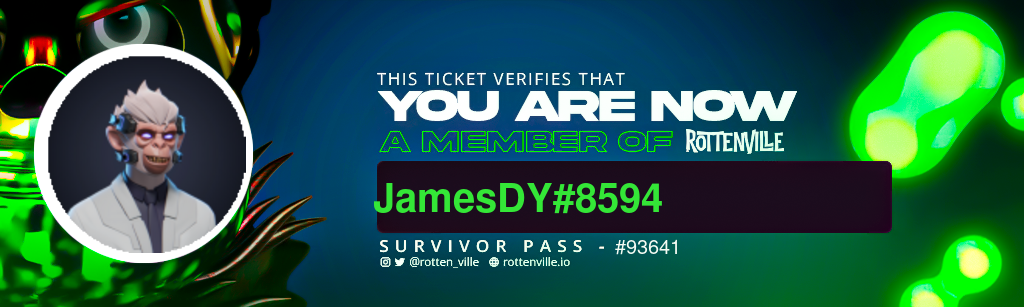 THIS TICKET VERIFIES THAT
YOU ARE NOW
A MEMBER OF ROTTENVILLE
JamesDY#8594
SURVIVOR PASS - #93641
@rotten_ville rottenville.io